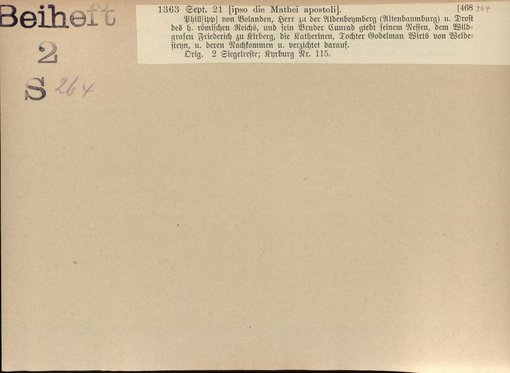 Beiheft
2
S 264
1363 Sept. 21 [ipso die Mathei apostoli]. [468 264
Phil[ipp] von Bolanden, Herr zu der Aldenbeymberg (Altenbaumburg) u. Drost
des h. römischen Reichs, und sein Bruder Cunrad giebt seinem Neffen, dem Wild-
grafen Friederich zu Kirberg, die Katherinen, Tochter Godelman Wirts von Welde-
steyn, u. deren Nachkommen u. verzichtet darauf.
Orig. 2 Siegelreste; Kyrburg Nr. 115.